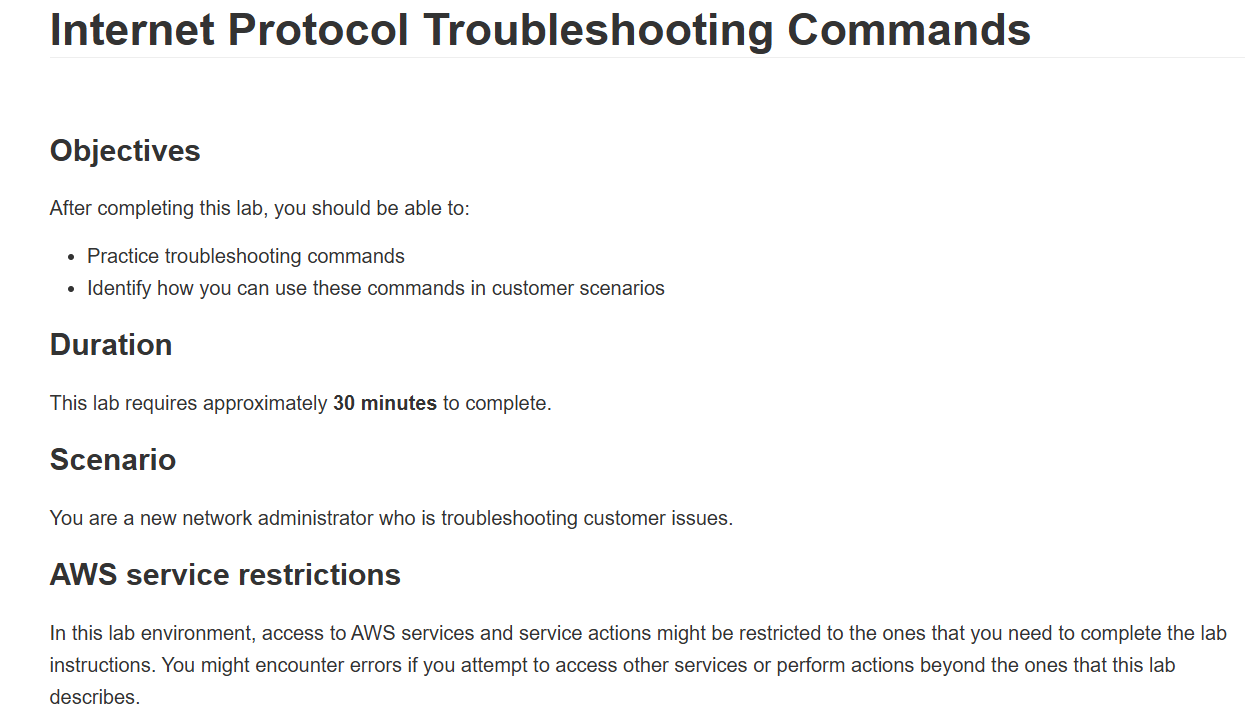 Internet Protocol Troubleshooting Commands
Objectives
After completing this lab, you should be able to:
• Practice troubleshooting commands
• Identify how you can use these commands in customer scenarios
Duration
This lab requires approximately 30 minutes to complete.
Scenario
You are a new network administrator who is troubleshooting customer issues.
AWS service restrictions
In this lab environment, access to AWS services and service actions might be restricted to the ones that you need to complete the lab
instructions. You might encounter errors if you attempt to access other services or perform actions beyond the ones that this lab
describes.